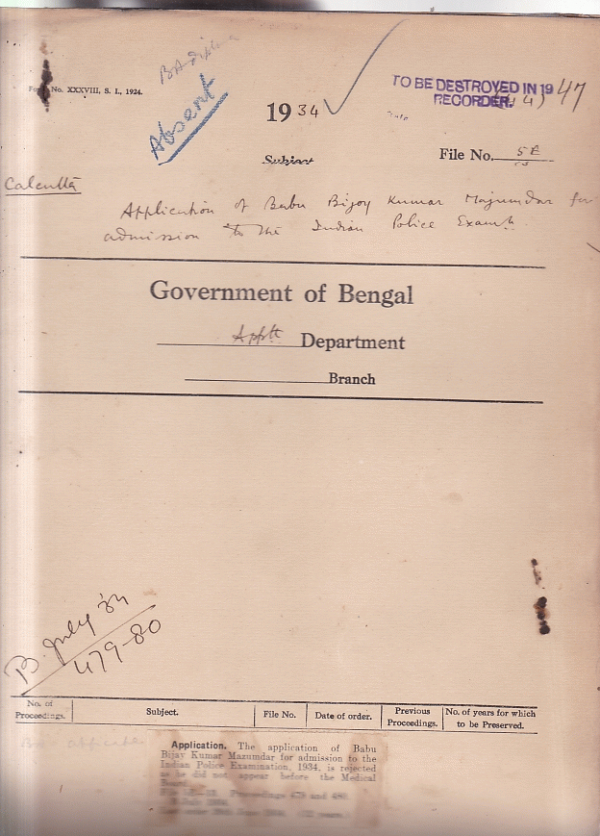 No. XXXVIII, S. I., 1924.
Absent
1934
TO BE DESTROYED IN 1947
RECORDER.
Subject
File No. 5E
Calcutta
Application of Babu Bijoy Kumar Majumdar for
admission to the Indian Police Examn.
Government of Bengal
Apptt Department
Branch
B. July '34
479-80
No. of Proceedings.
Subject.
File No.
Date of order.
Previous Proceedings.
No. of years for which to be Preserved.
Application. The application of Babu
Bijay Kumar Mazumdar for admission to the
Indian Police Examination, 1934, is rejected
as he did not appear before the Medical
Board.
Proceedings 479 and 480